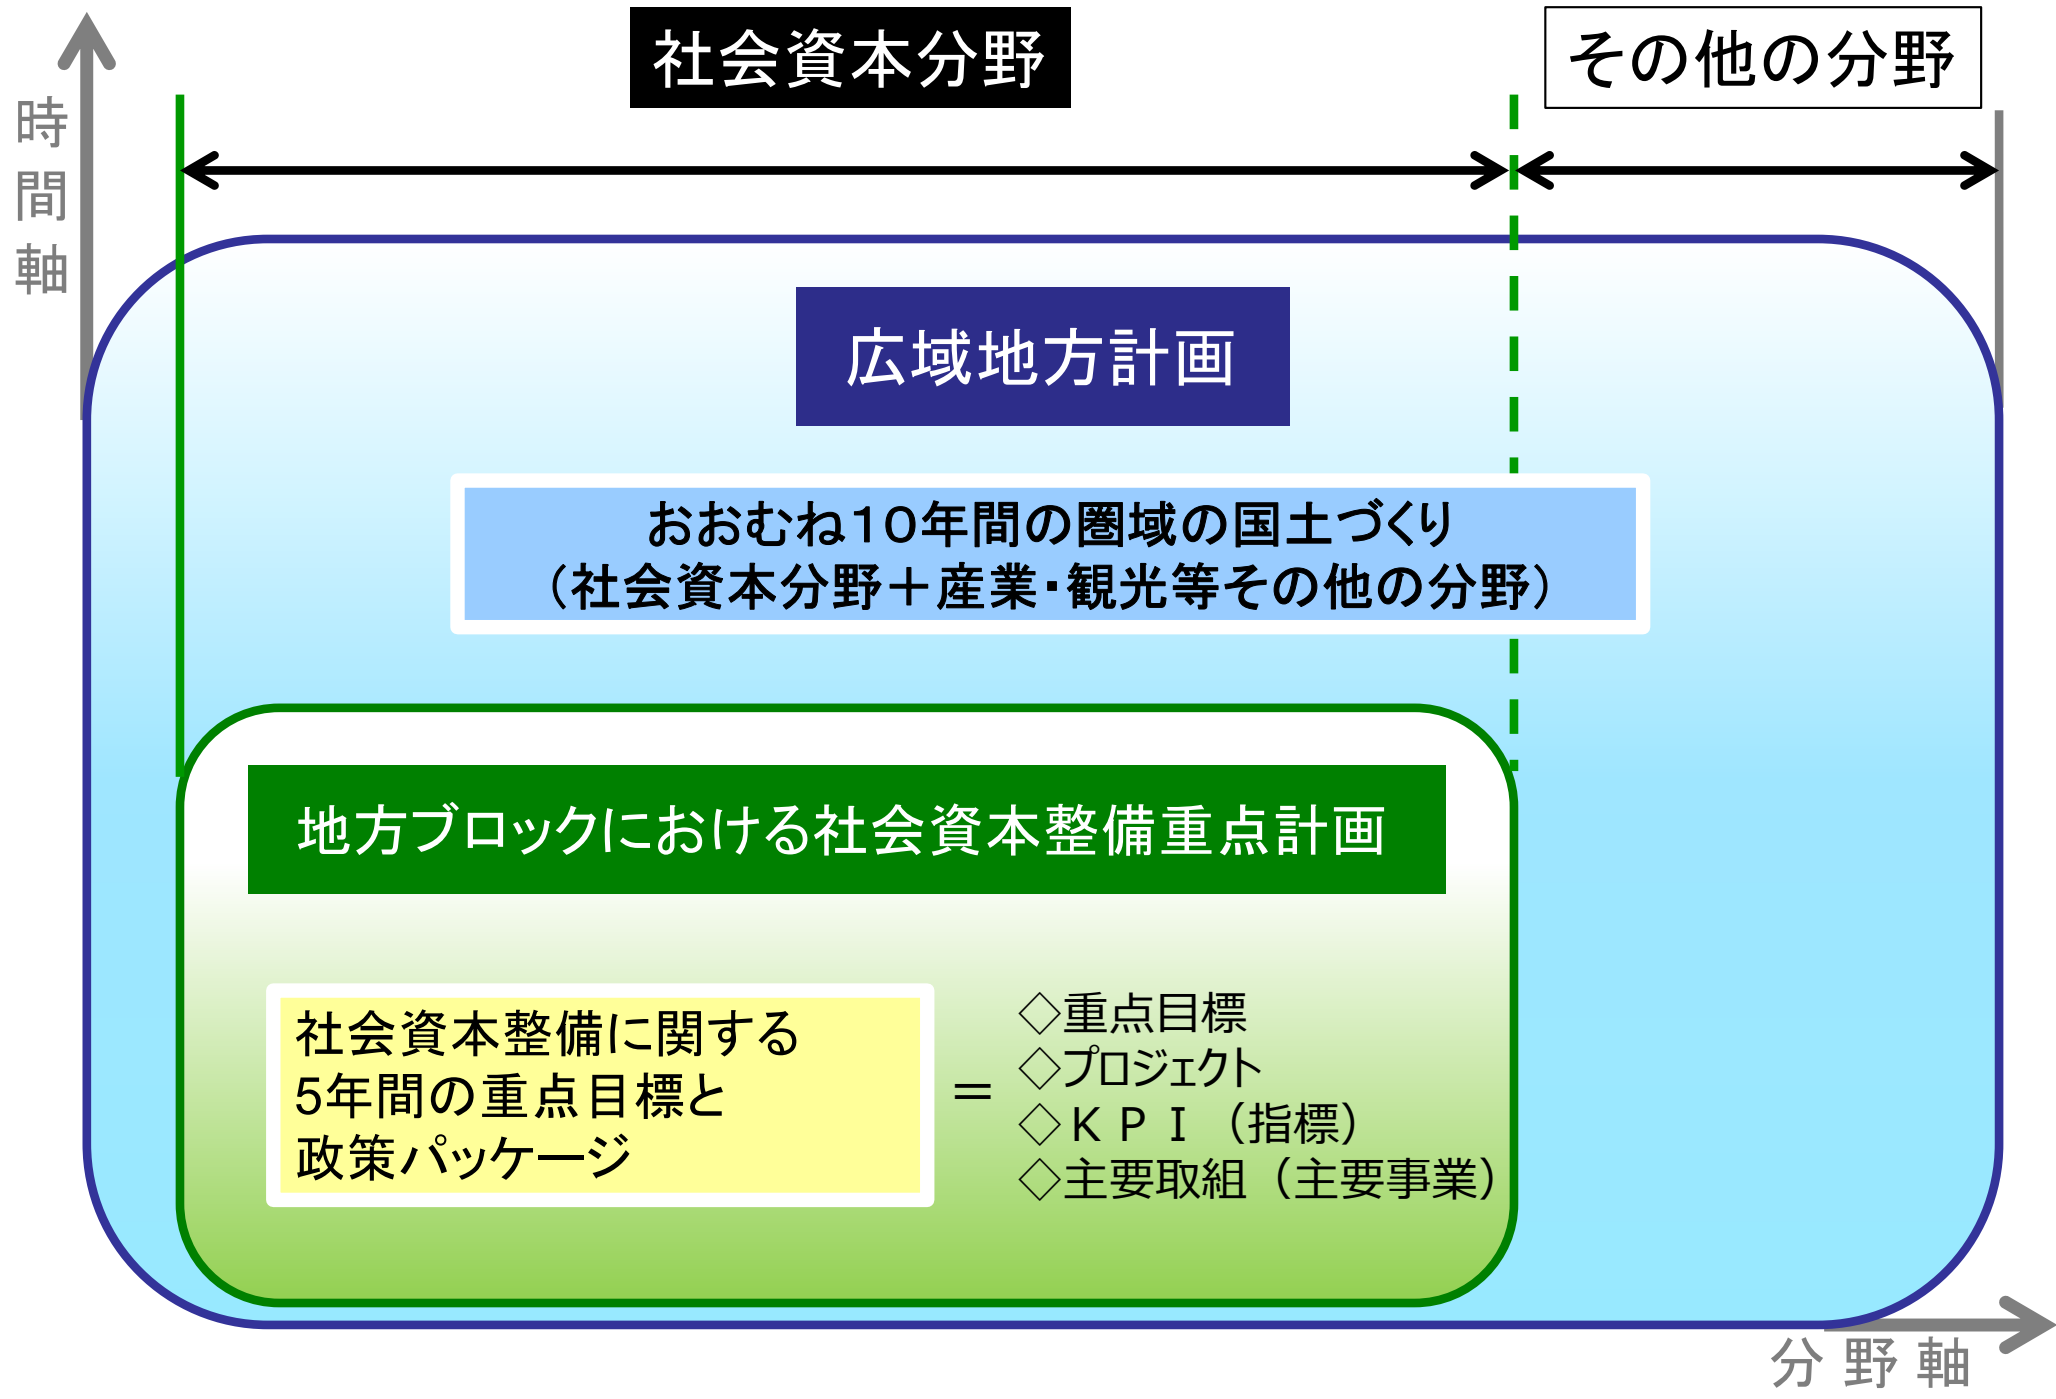 社会資本分野
その他の分野
時間軸
広域地方計画
おおむね１０年間の圏域の国土づくり
（社会資本分野＋産業・観光等その他の分野）
地方ブロックにおける社会資本整備重点計画
社会資本整備に関する
5年間の重点目標と
政策パッケージ
＝
◇重点目標
◇プロジェクト
◇ＫＰＩ（指標）
◇主要取組（主要事業）
分野軸